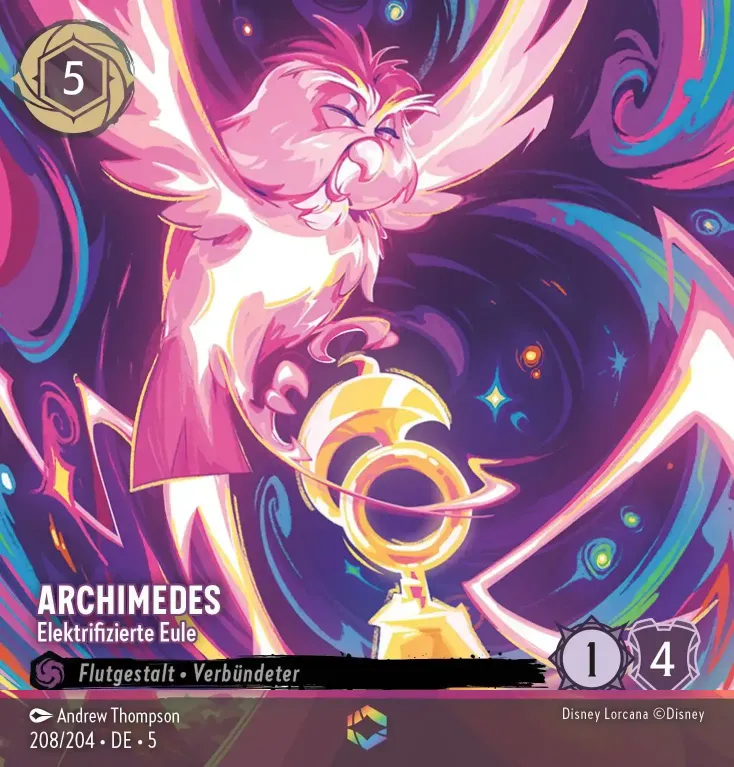 5
ARCHIMEDES
Elektrifizierte Eule
Flutgestalt • Verbündeter
1 4
Andrew Thompson
Disney Lorcana ©Disney
208/204 • DE • 5